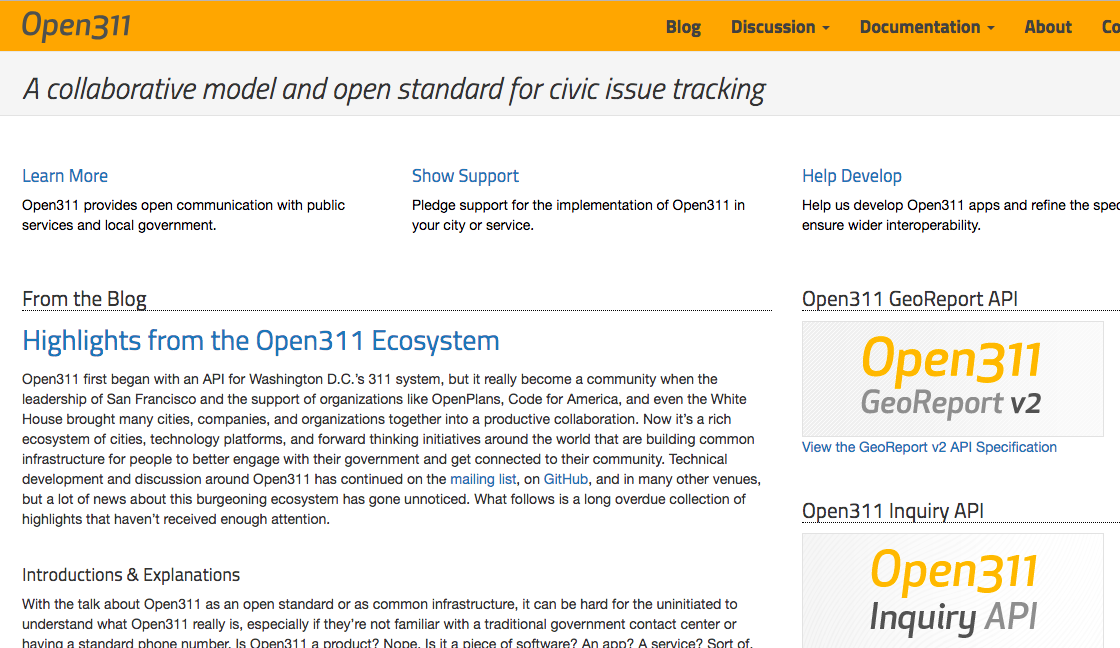 Open311
Blog
Discussion
Documentation
About
Co
A collaborative model and open standard for civic issue tracking
Learn More
Open311 provides open communication with public
services and local government.
Show Support
Pledge support for the implementation of Open311 in
your city or service.
Help Develop
Help us develop Open311 apps and refine the spec
ensure wider interoperability.
From the Blog
Highlights from the Open311 Ecosystem
Open311 first began with an API for Washington D.C.’s 311 system, but it really become a community when the
leadership of San Francisco and the support of organizations like OpenPlans, Code for America, and even the White
House brought many cities, companies, and organizations together into a productive collaboration. Now it’s a rich
ecosystem of cities, technology platforms, and forward thinking initiatives around the world that are building common
infrastructure for people to better engage with their government and get connected to their community. Technical
development and discussion around Open311 has continued on the mailing list, on GitHub, and in many other venues,
but a lot of news about this burgeoning ecosystem has gone unnoticed. What follows is a long overdue collection of
highlights that haven’t received enough attention.
Introductions & Explanations
With the talk about Open311 as an open standard or as common infrastructure, it can be hard for the uninitiated to
understand what Open311 really is, especially if they’re not familiar with a traditional government contact center or
having a standard phone number. Is Open311 a product? Nope. Is it a piece of software? An app? A service? Sort of.
Open311 GeoReport API
Open311
GeoReport v2
View the GeoReport v2 API Specification
Open311 Inquiry API
Open311
Inquiry API